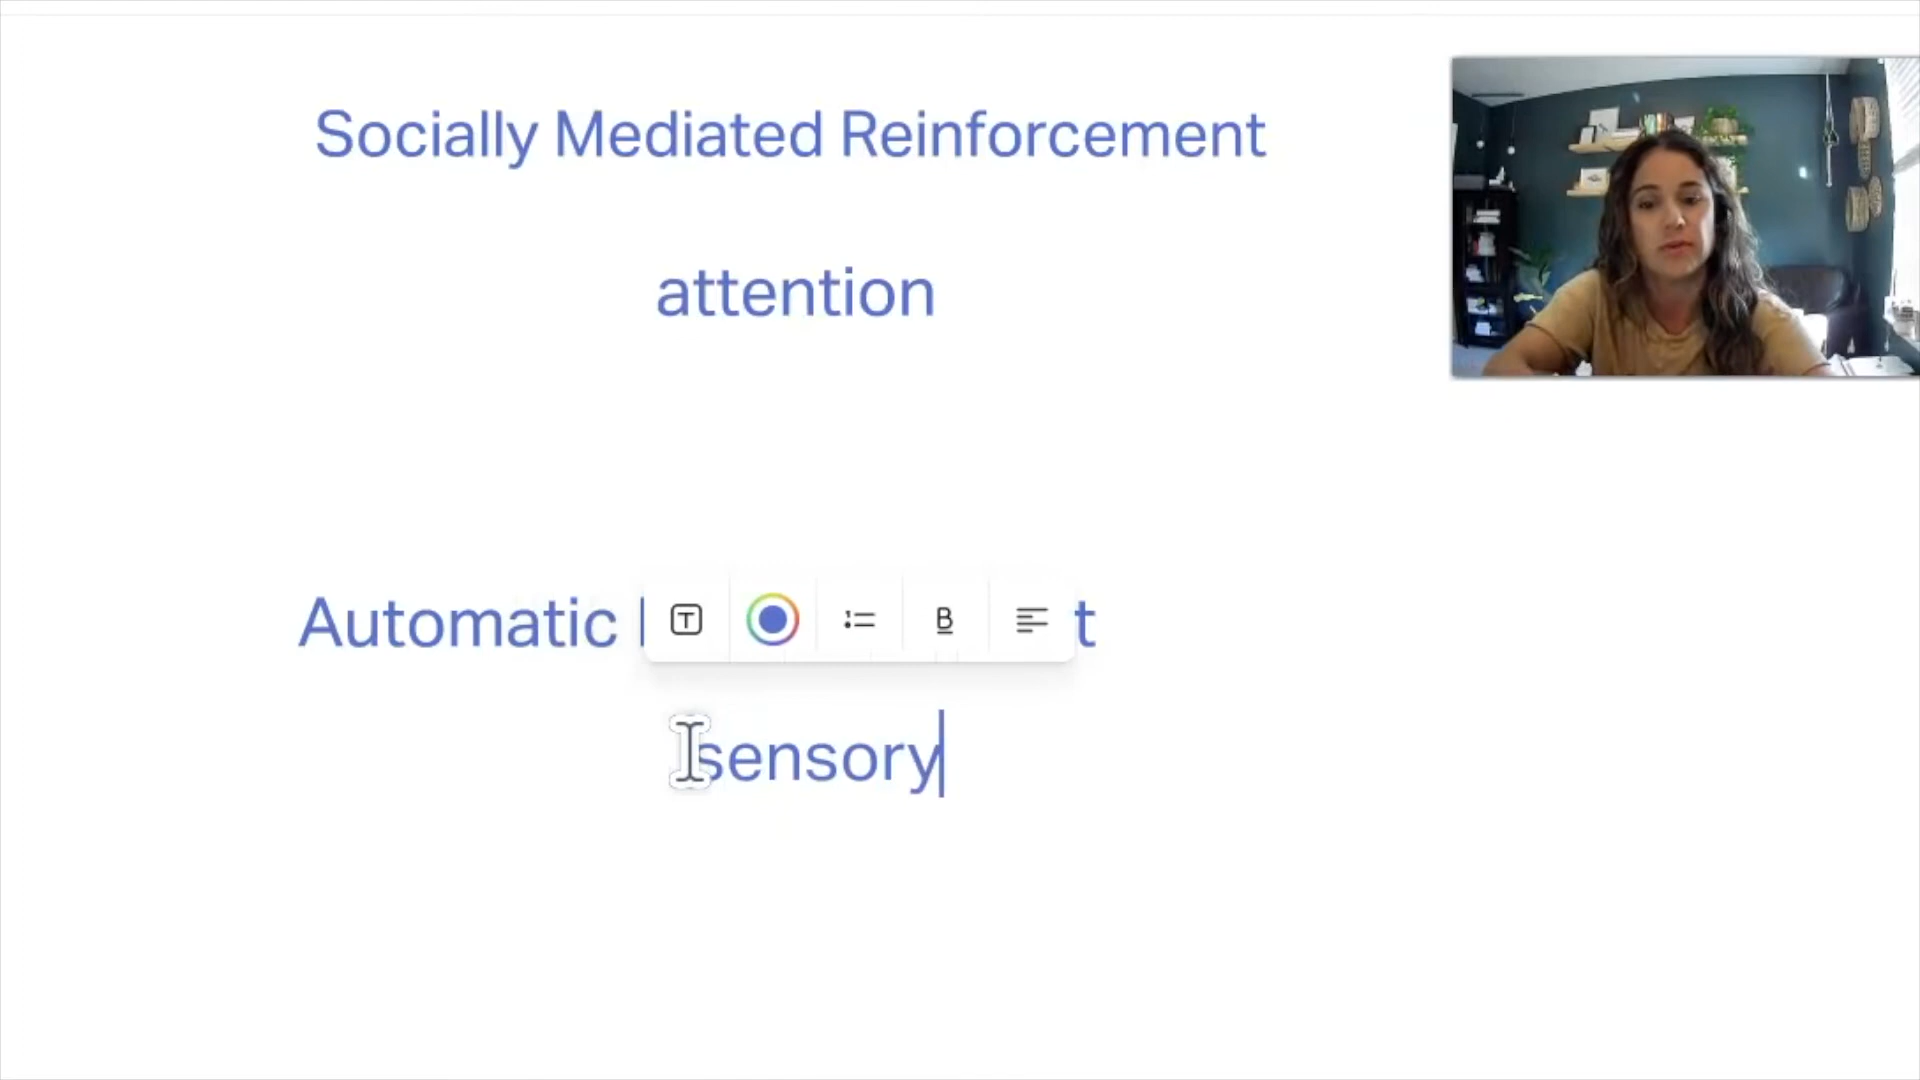 Socially Mediated Reinforcement
attention
Automatic
sensory